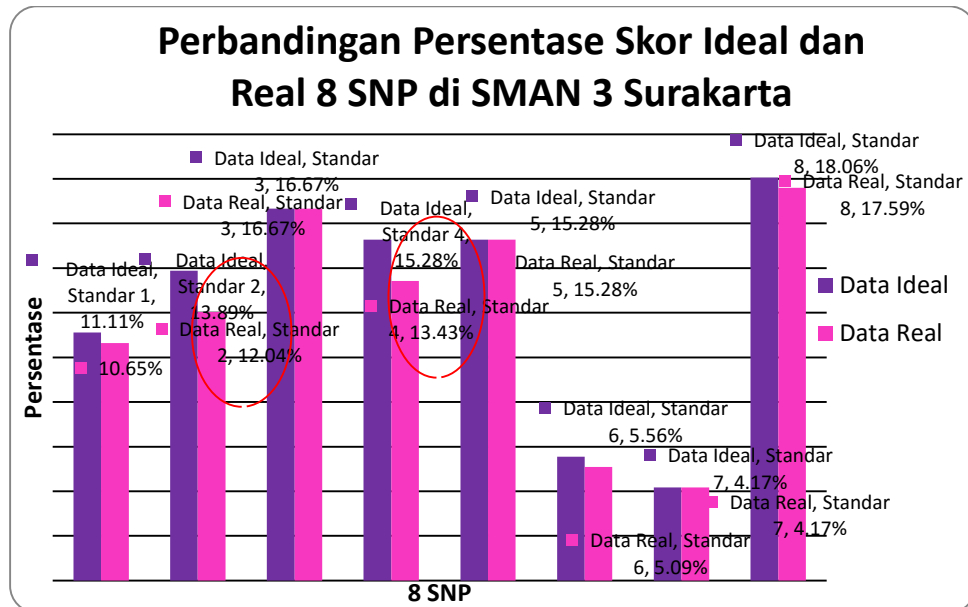 Perbandingan Persentase Skor Ideal dan
Real 8 SNP di SMAN 3 Surakarta
Persentase
Data Ideal,
Standar 1,
11.11%
10.65%
Data Ideal,
Standar 2,
13.89%
Data Real, Standar
2, 12.04%
Data Ideal, Standar
3, 16.67%
Data Real, Standar
3, 16.67%
Data Ideal,
Standar 4,
15.28%
Data Real, Standar
4, 13.43%
Data Ideal, Standar
5, 15.28%
Data Real, Standar
5, 15.28%
Data Ideal, Standar
6, 5.56%
Data Real, Standar
6, 5.09%
Data Ideal, Standar
7, 4.17%
Data Real, Standar
7, 4.17%
Data Ideal, Standar
8, 18.06%
Data Real, Standar
8, 17.59%
Data Ideal
Data Real
8 SNP